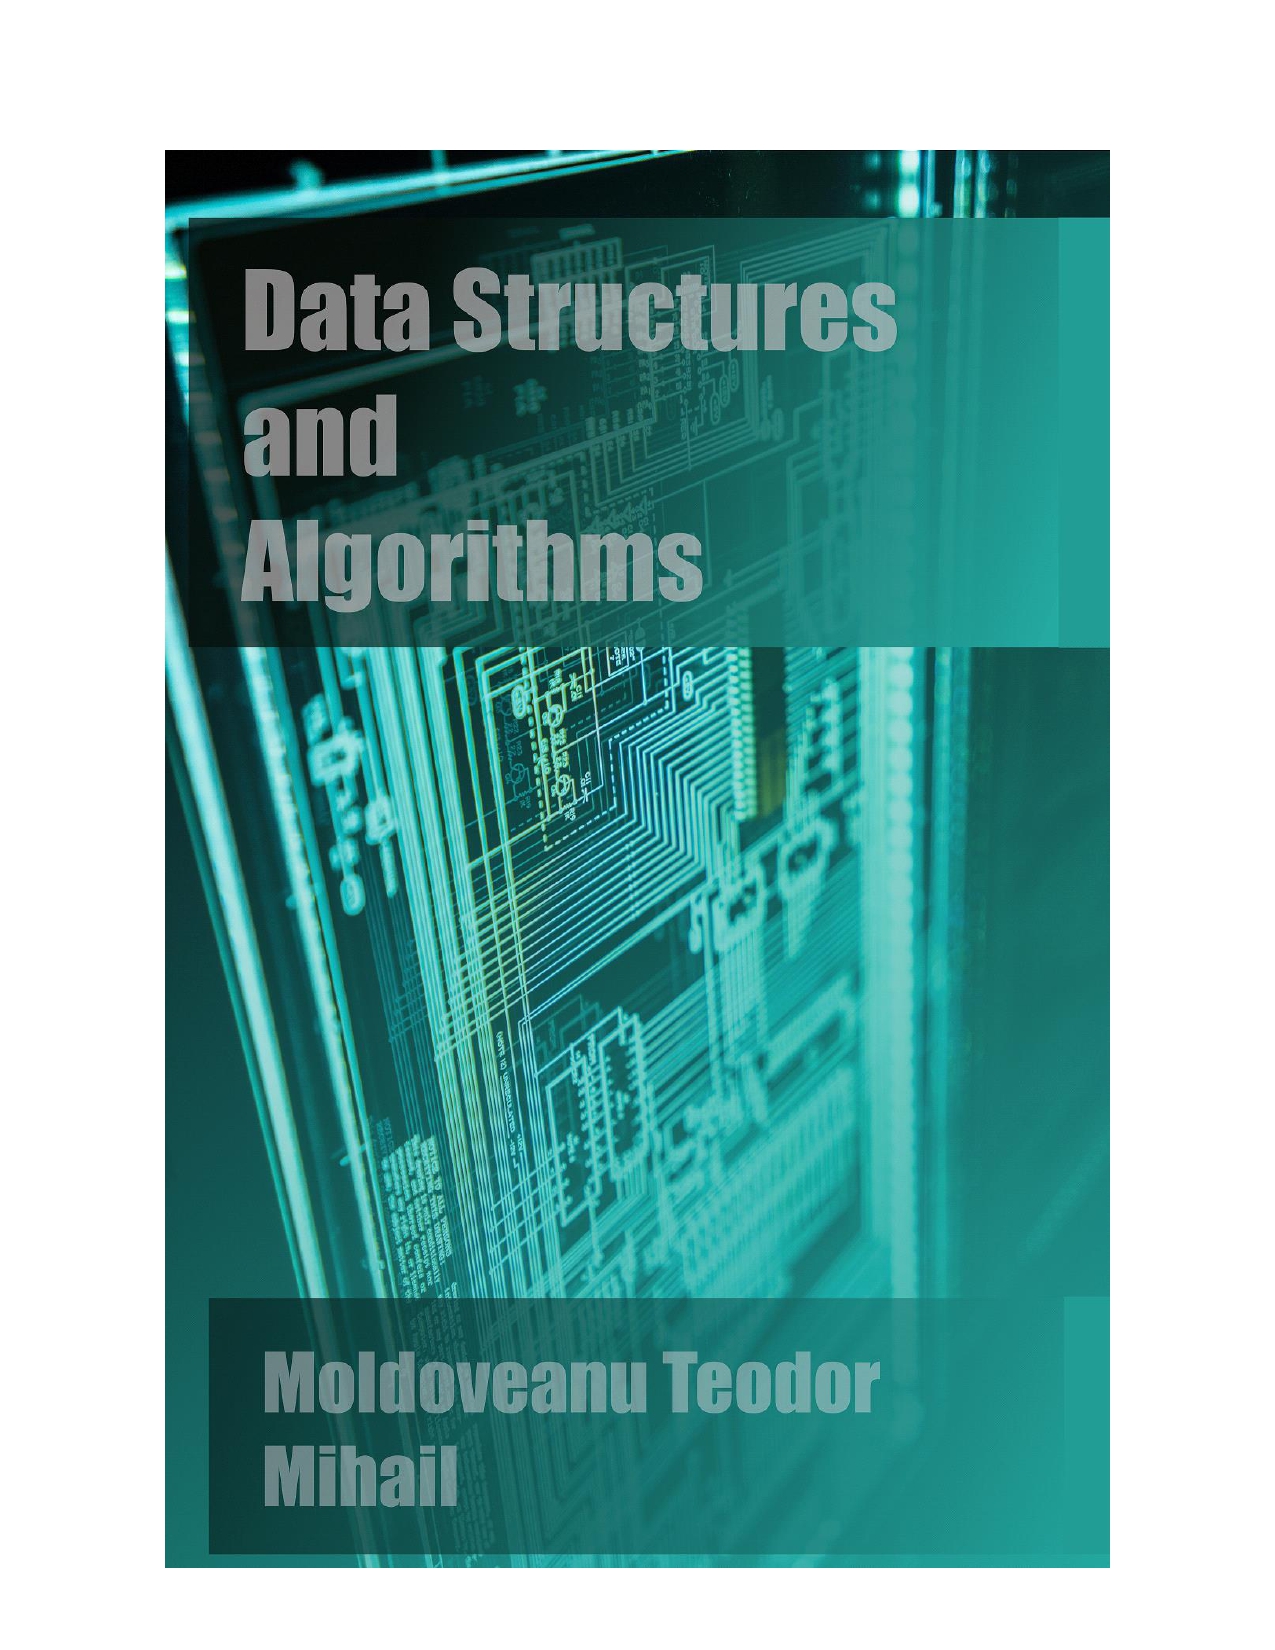 Data Structures
and
Algorithms
Moldoveanu Teodor
Mihail